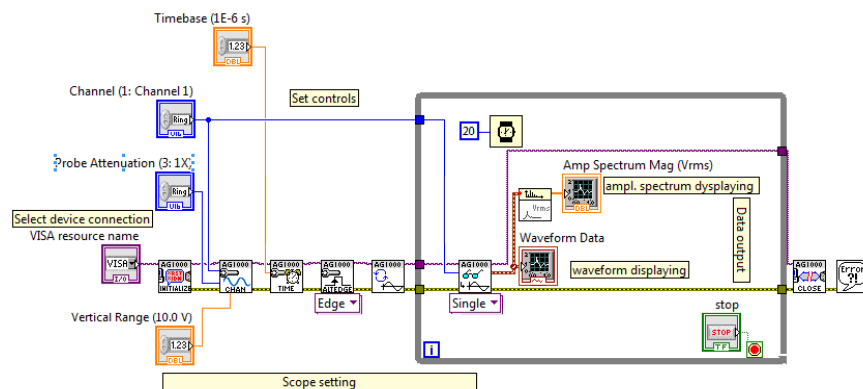 Timebase (1E-6 s)
1.23
DBL
Channel (1: Channel 1)
Ring
U16
Set controls
20
Probe Attenuation (3: 1X)
Ring
U16
Amp Spectrum Mag (Vrms)
DBL
ampl. spectrum dysplaying
Vrms
Select device connection
VISA resource name
VISA
I/O
AG1000
INITIALIZE
AG1000
CHAN
AG1000
TIME
AG1000
ALTEDGE
Edge
AG1000
AG1000
Single
Waveform Data
waveform displaying
Data output
AG1000
CLOSE
Error
?!
Vertical Range (10.0 V)
1.23
DBL
stop
STOP
TF
i
Scope setting